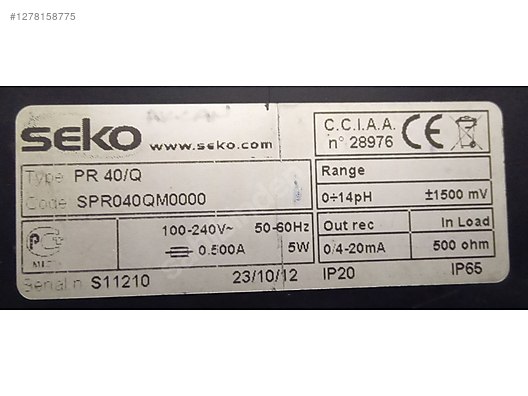 #1278158775
seko www.seko.com
C.C.I.A.A.
n° 28976
CE
Type PR 40/Q
Code SPR040QM0000
Range
0÷14pH ±1500 mV
100-240V~ 50-60Hz
0.500A 5W
Out rec In Load
0/4-20mA 500 ohm
Serial n. S11210 23/10/12 IP20 IP65